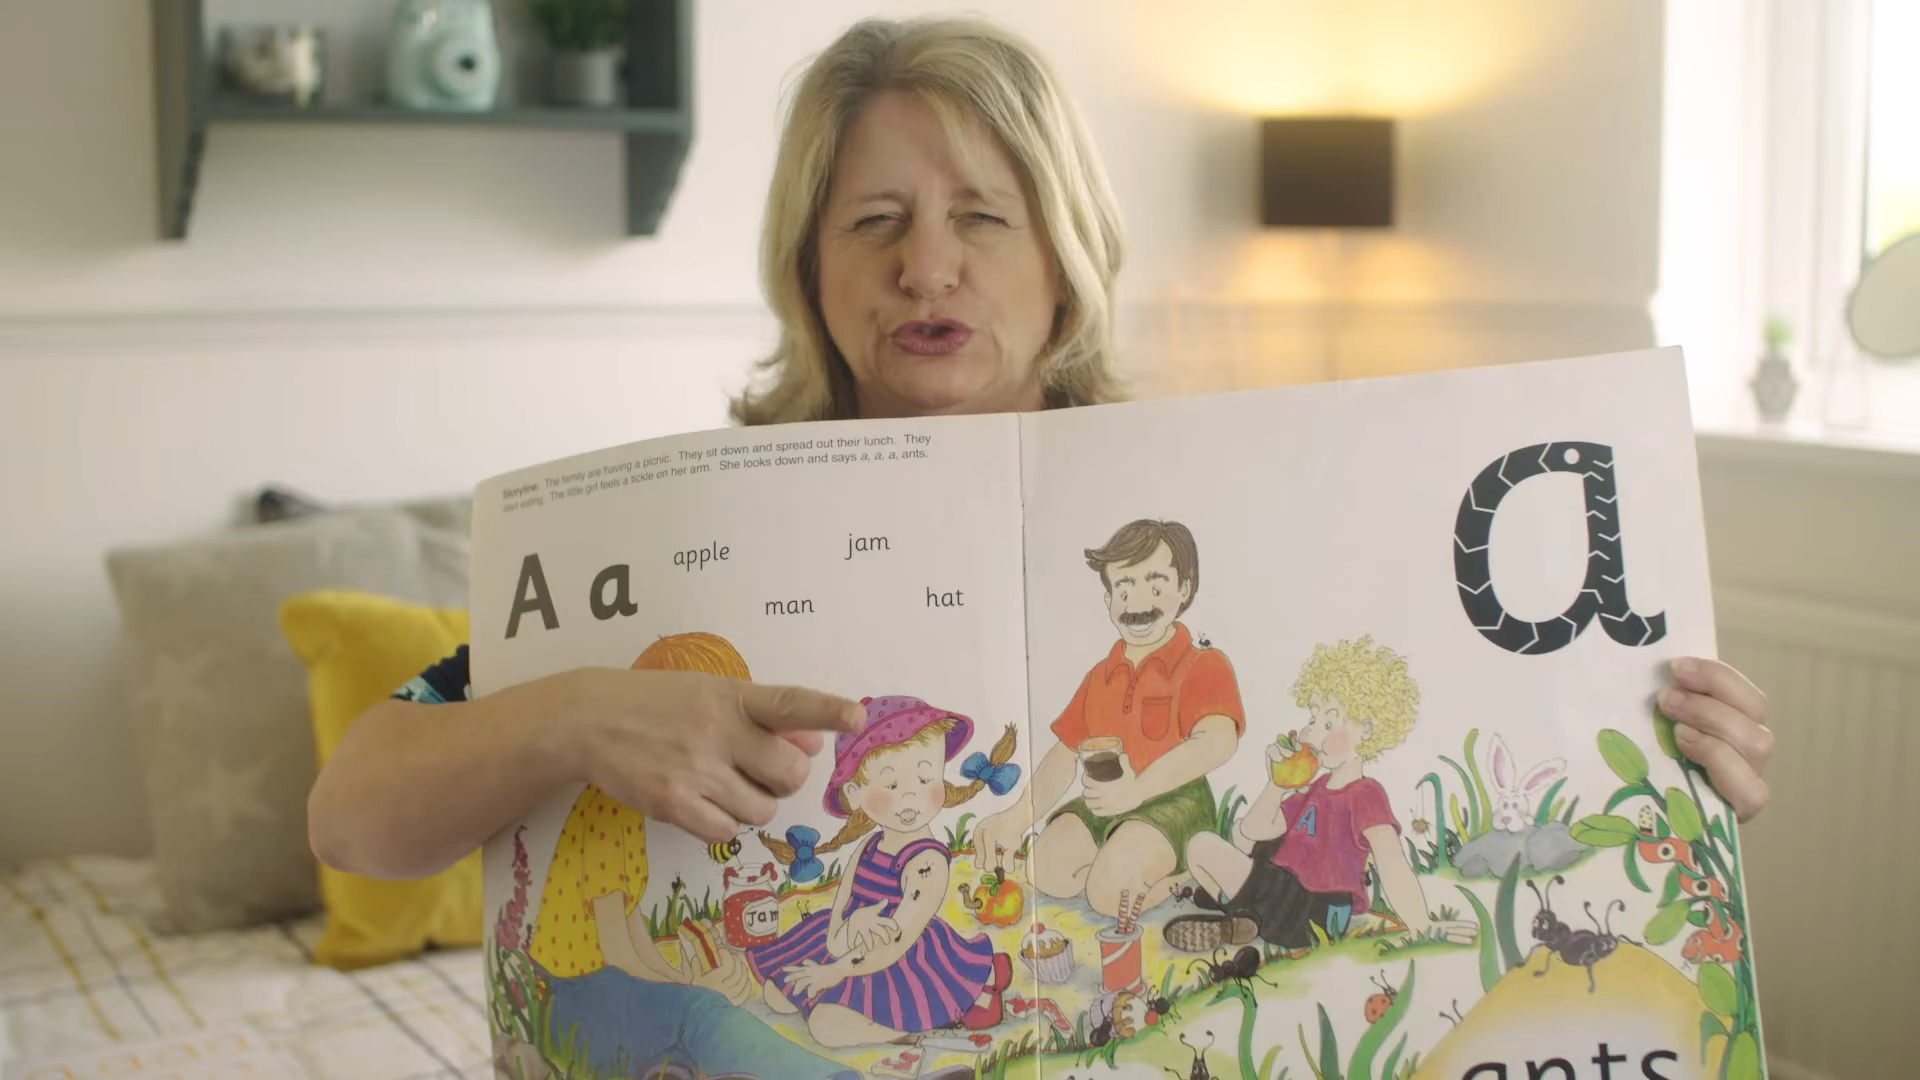 Storyline: The family are having a picnic. They sit down and spread out their lunch. They
start eating. The little girl feels a tickle on her arm. She looks down and says a, a, a, ants.
A a
apple
jam
man
hat
a
Jam
A
ants